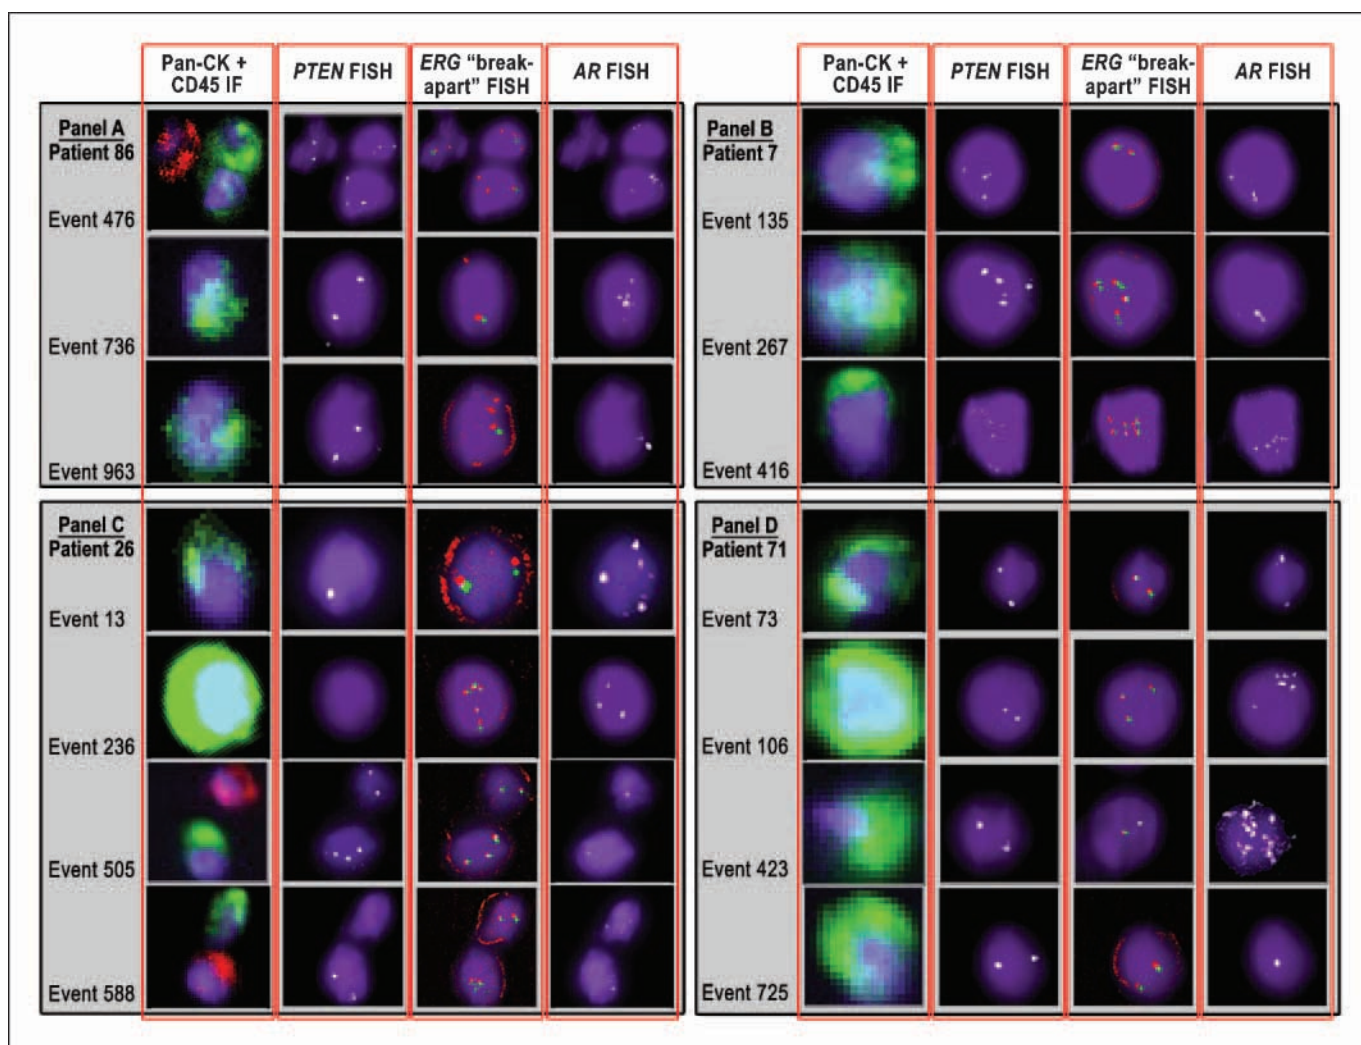 Pan-CK +
CD45 IF
PTEN FISH
ERG “break-
apart” FISH
AR FISH
Pan-CK +
CD45 IF
PTEN FISH
ERG “break-
apart” FISH
AR FISH
Panel A
Patient 86
Event 476
Event 736
Event 963
Panel B
Patient 7
Event 135
Event 267
Event 416
Panel C
Patient 26
Event 13
Event 236
Event 505
Event 588
Panel D
Patient 71
Event 73
Event 106
Event 423
Event 725